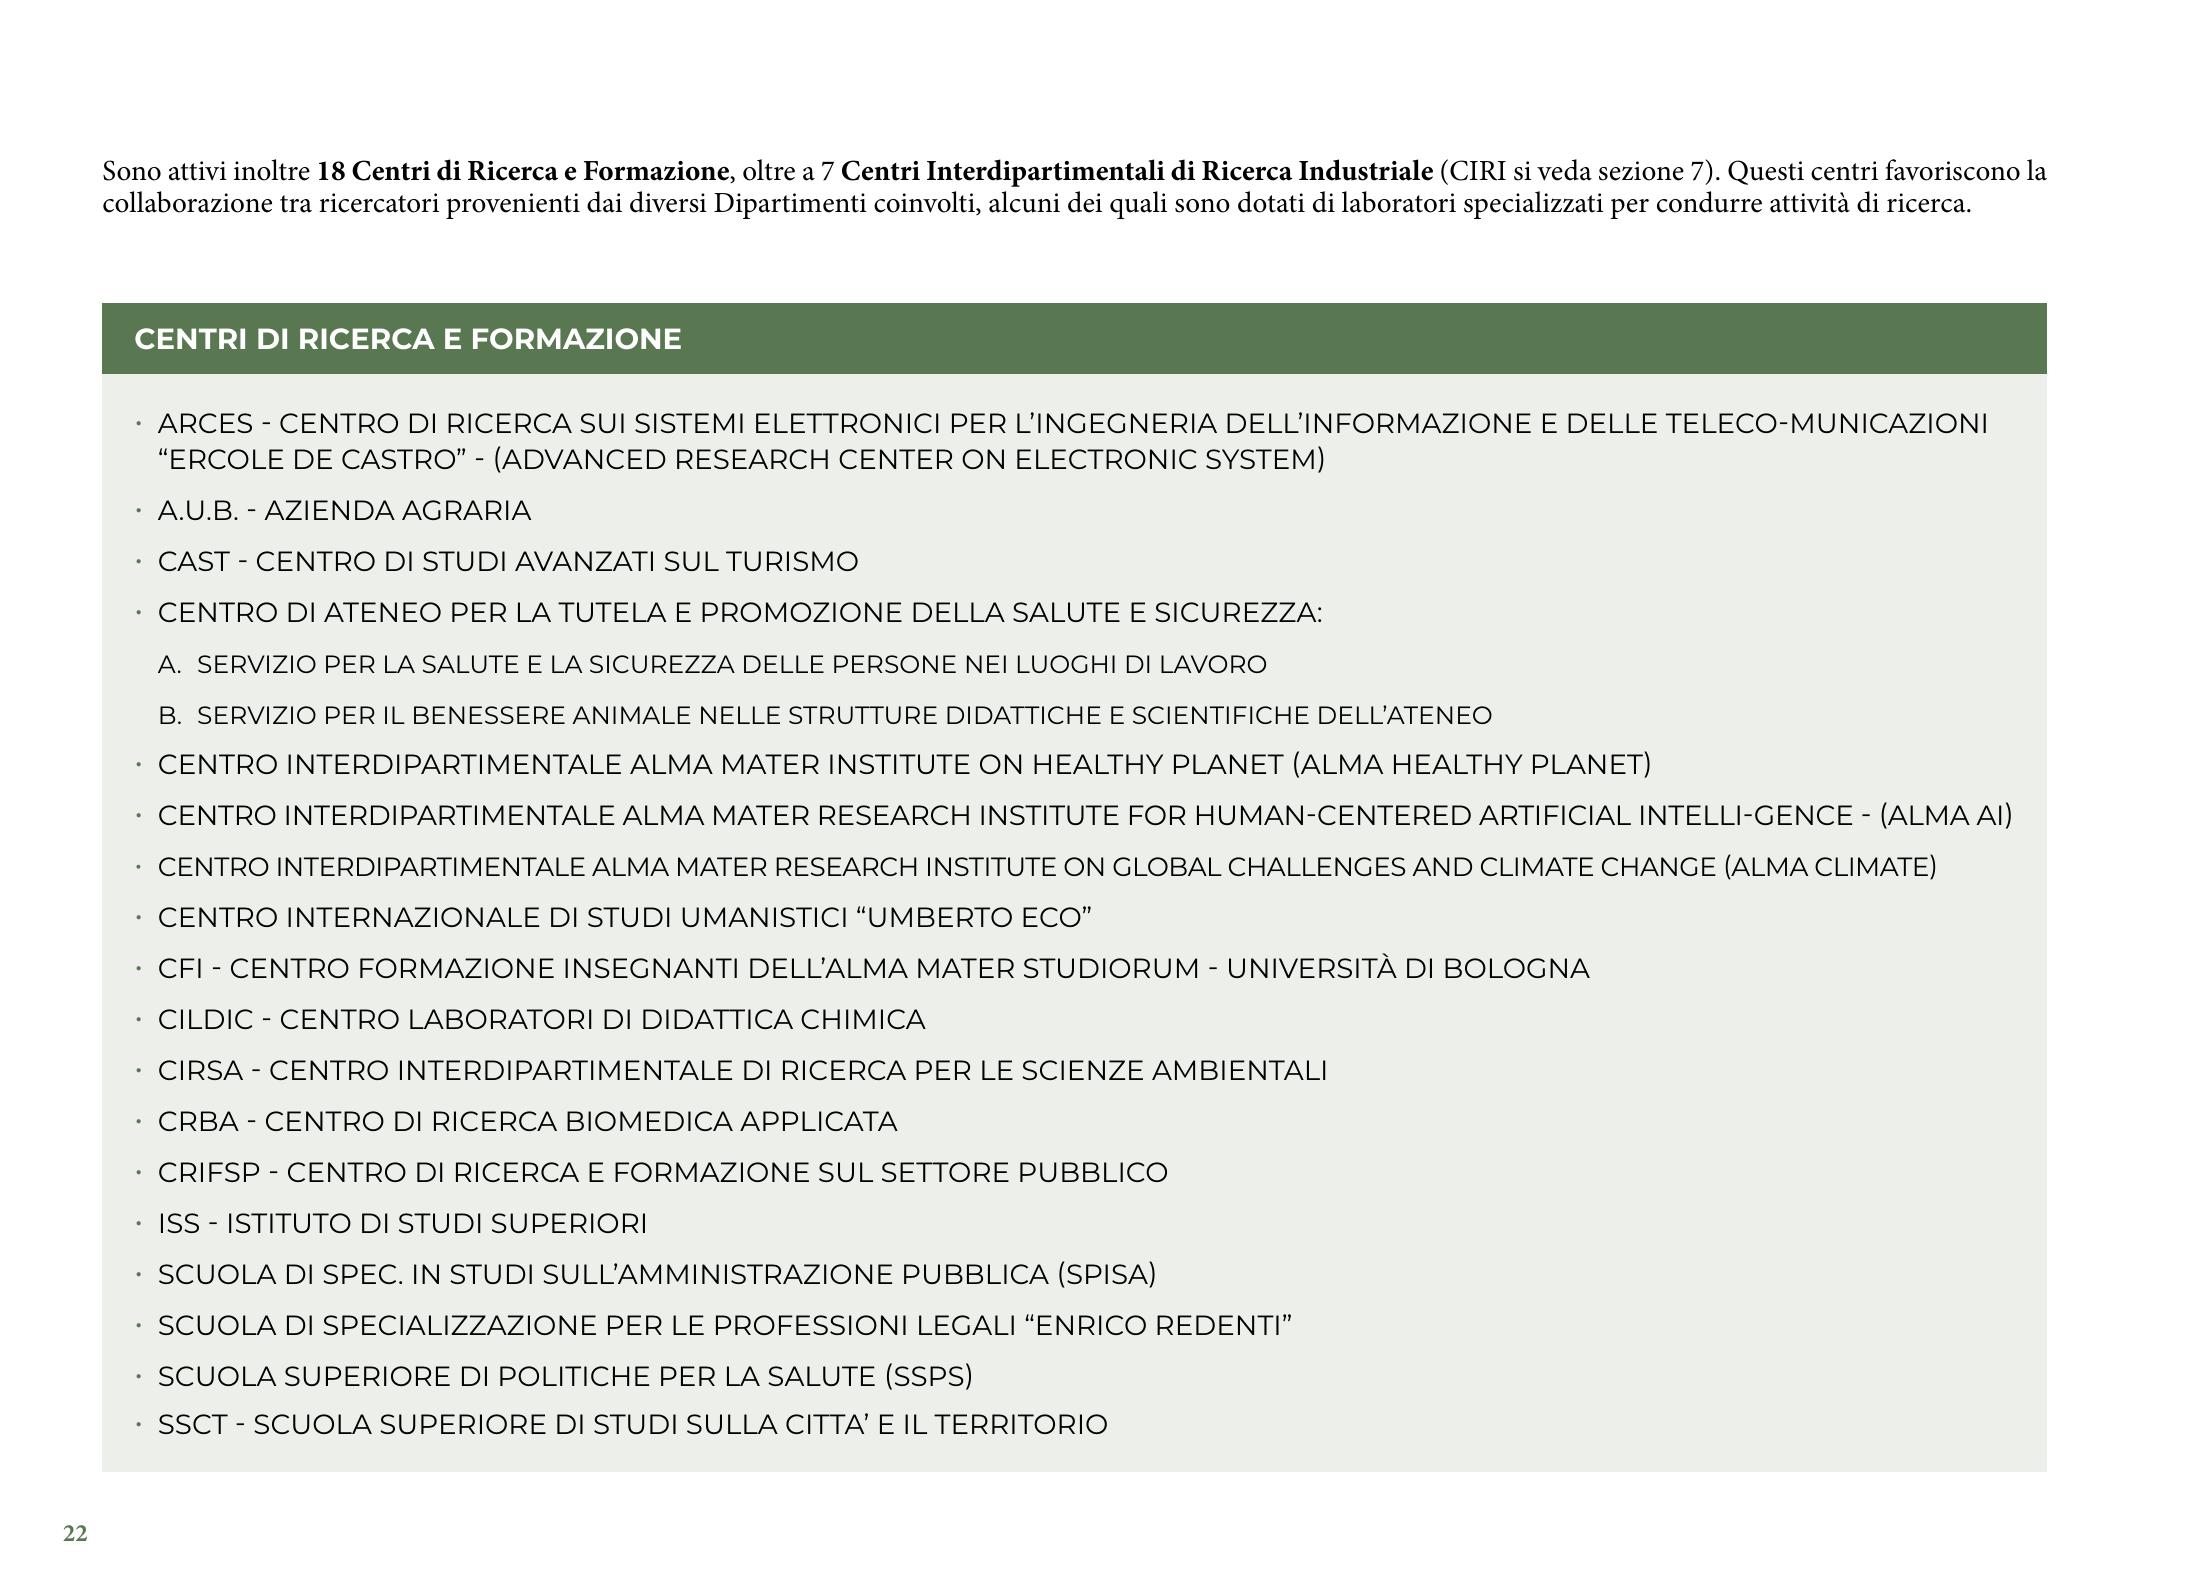 Sono attivi inoltre 18 Centri di Ricerca e Formazione, oltre a 7 Centri Interdipartimentali di Ricerca Industriale (CIRI si veda sezione 7). Questi centri favoriscono la
collaborazione tra ricercatori provenienti dai diversi Dipartimenti coinvolti, alcuni dei quali sono dotati di laboratori specializzati per condurre attività di ricerca.
CENTRI DI RICERCA E FORMAZIONE
· ARCES - CENTRO DI RICERCA SUI SISTEMI ELETTRONICI PER L’INGEGNERIA DELL’INFORMAZIONE E DELLE TELECO-MUNICAZIONI
“ERCOLE DE CASTRO” - (ADVANCED RESEARCH CENTER ON ELECTRONIC SYSTEM)
· A.U.B. - AZIENDA AGRARIA
· CAST - CENTRO DI STUDI AVANZATI SUL TURISMO
· CENTRO DI ATENEO PER LA TUTELA E PROMOZIONE DELLA SALUTE E SICUREZZA:
A. SERVIZIO PER LA SALUTE E LA SICUREZZA DELLE PERSONE NEI LUOGHI DI LAVORO
B. SERVIZIO PER IL BENESSERE ANIMALE NELLE STRUTTURE DIDATTICHE E SCIENTIFICHE DELL’ATENEO
· CENTRO INTERDIPARTIMENTALE ALMA MATER INSTITUTE ON HEALTHY PLANET (ALMA HEALTHY PLANET)
· CENTRO INTERDIPARTIMENTALE ALMA MATER RESEARCH INSTITUTE FOR HUMAN-CENTERED ARTIFICIAL INTELLI-GENCE - (ALMA AI)
· CENTRO INTERDIPARTIMENTALE ALMA MATER RESEARCH INSTITUTE ON GLOBAL CHALLENGES AND CLIMATE CHANGE (ALMA CLIMATE)
· CENTRO INTERNAZIONALE DI STUDI UMANISTICI “UMBERTO ECO”
· CFI - CENTRO FORMAZIONE INSEGNANTI DELL’ALMA MATER STUDIORUM - UNIVERSITÀ DI BOLOGNA
· CILDIC - CENTRO LABORATORI DI DIDATTICA CHIMICA
· CIRSA - CENTRO INTERDIPARTIMENTALE DI RICERCA PER LE SCIENZE AMBIENTALI
· CRBA - CENTRO DI RICERCA BIOMEDICA APPLICATA
· CRIFSP - CENTRO DI RICERCA E FORMAZIONE SUL SETTORE PUBBLICO
· ISS - ISTITUTO DI STUDI SUPERIORI
· SCUOLA DI SPEC. IN STUDI SULL’AMMINISTRAZIONE PUBBLICA (SPISA)
· SCUOLA DI SPECIALIZZAZIONE PER LE PROFESSIONI LEGALI “ENRICO REDENTI”
· SCUOLA SUPERIORE DI POLITICHE PER LA SALUTE (SSPS)
· SSCT - SCUOLA SUPERIORE DI STUDI SULLA CITTA’ E IL TERRITORIO
22